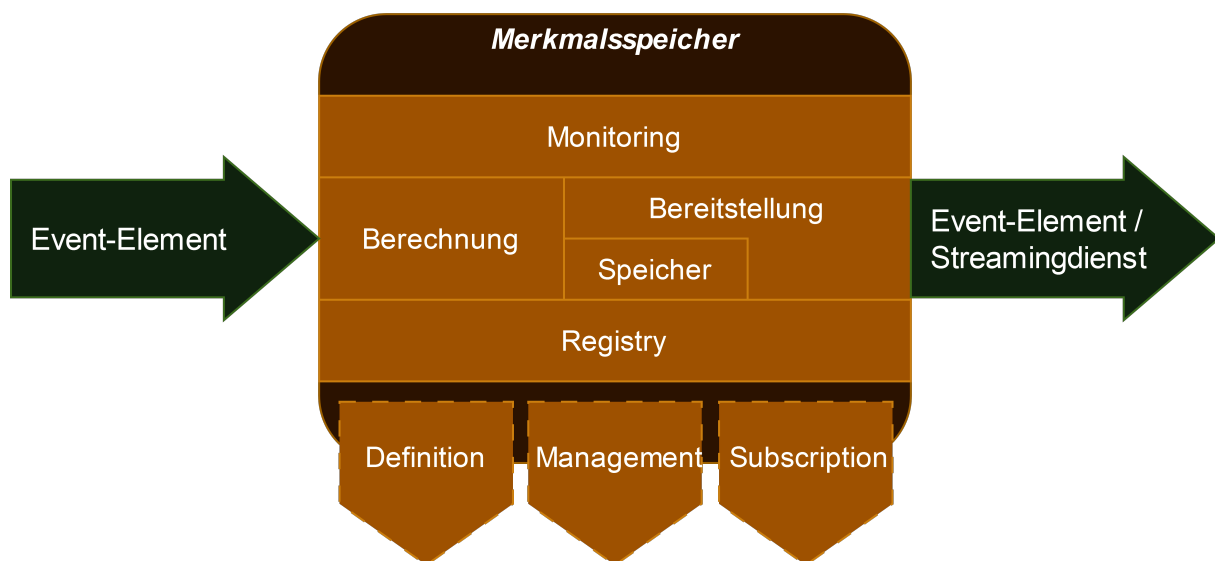 Merkmalsspeicher
Monitoring
Event-Element
Berechnung
Bereitstellung
Speicher
Event-Element /
Streamingdienst
Registry
Definition
Management
Subscription